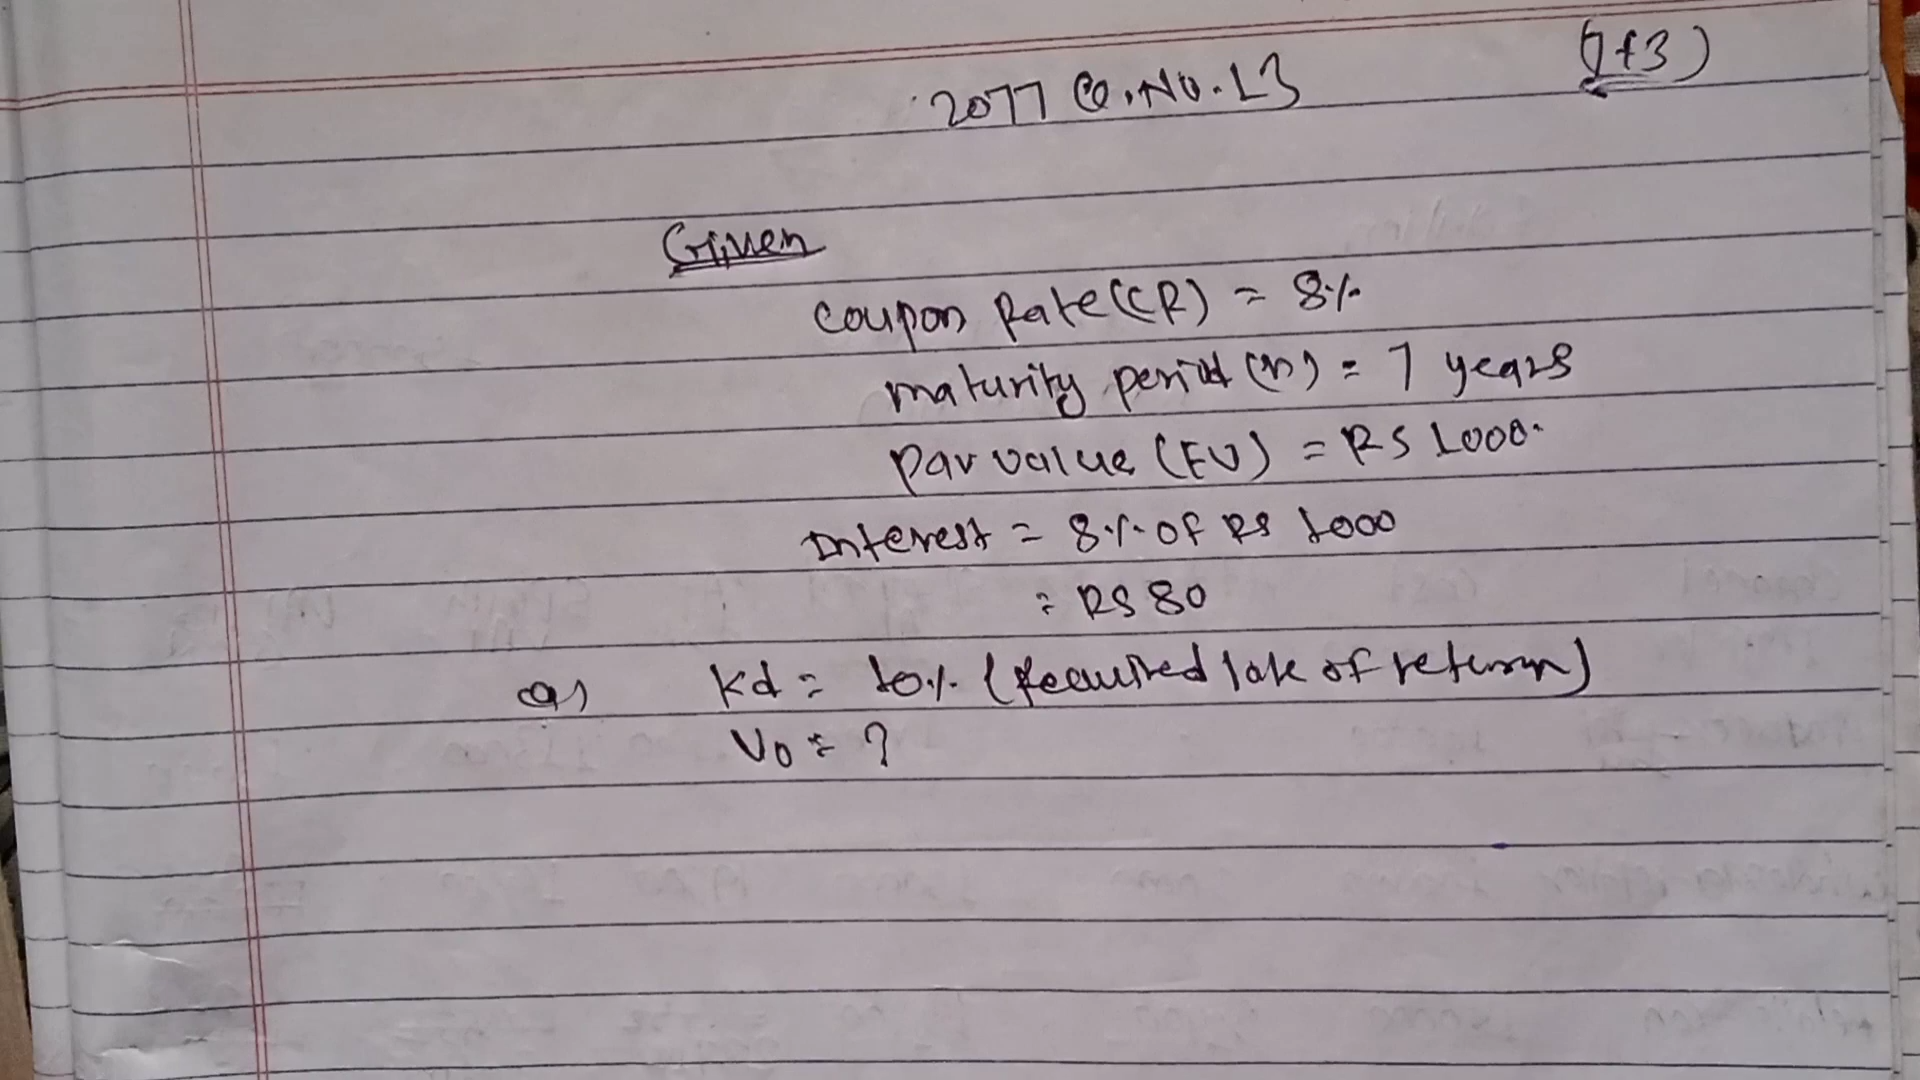 2077 Q.NO.13
(7+3)
Given
Coupon Rate(CR) = 8%
maturity period (n) = 7 years
Par value (FV) = RS 1000.
Interest = 8% of RS 1000
= RS 80
a) Kd = 10% (Required rate of return)
V0 = ?